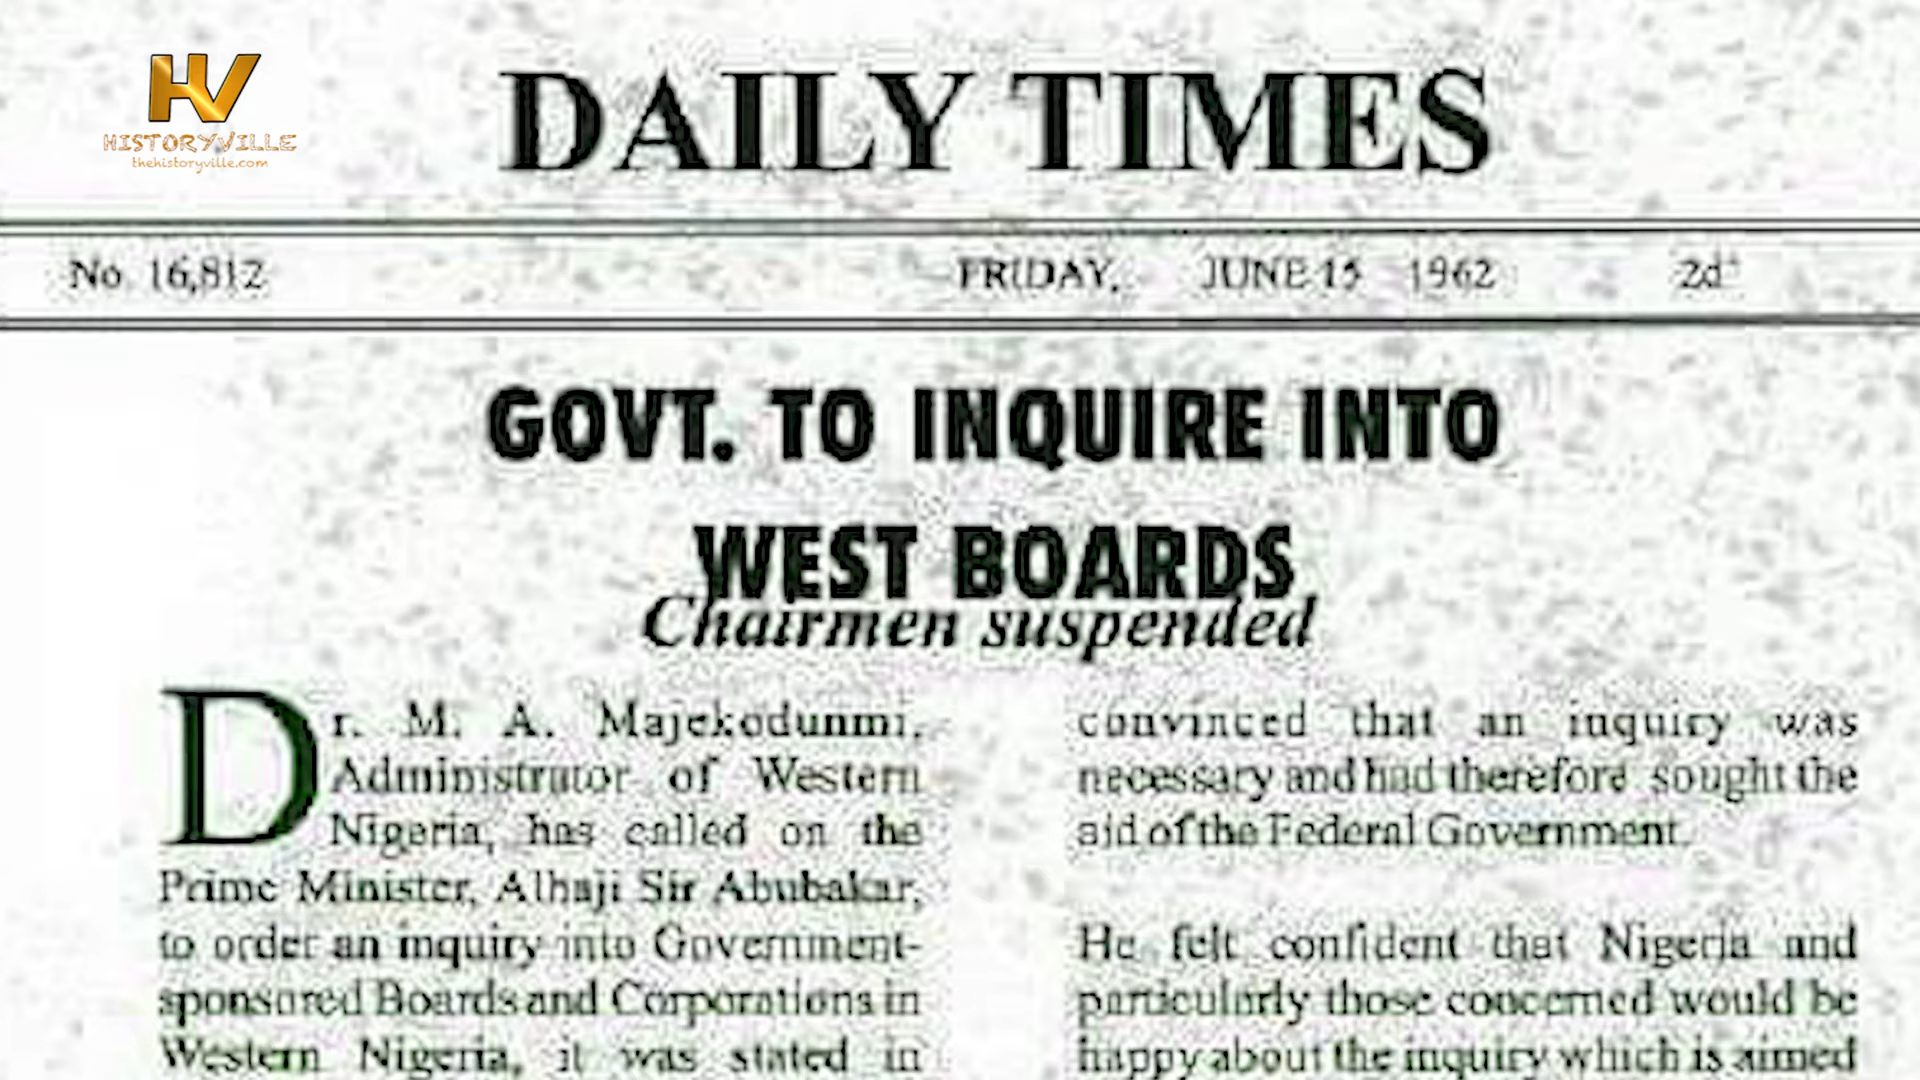 HV
HISTORYVILLE
thehistoryville.com
DAILY TIMES
No. 16,812 FRIDAY, JUNE 15 1962 2d
GOVT. TO INQUIRE INTO
WEST BOARDS
Chairmen suspended
Dr. M. A. Majekodunmi,
Administrator of Western
Nigeria, has called on the
Prime Minister, Alhaji Sir Abubakar,
to order an inquiry into Government-
sponsored Boards and Corporations in
Western Nigeria, it was stated in
convinced that an inquiry was
necessary and had therefore sought the
aid of the Federal Government.
He felt confident that Nigeria and
particularly those concerned would be
happy about the inquiry which is aimed